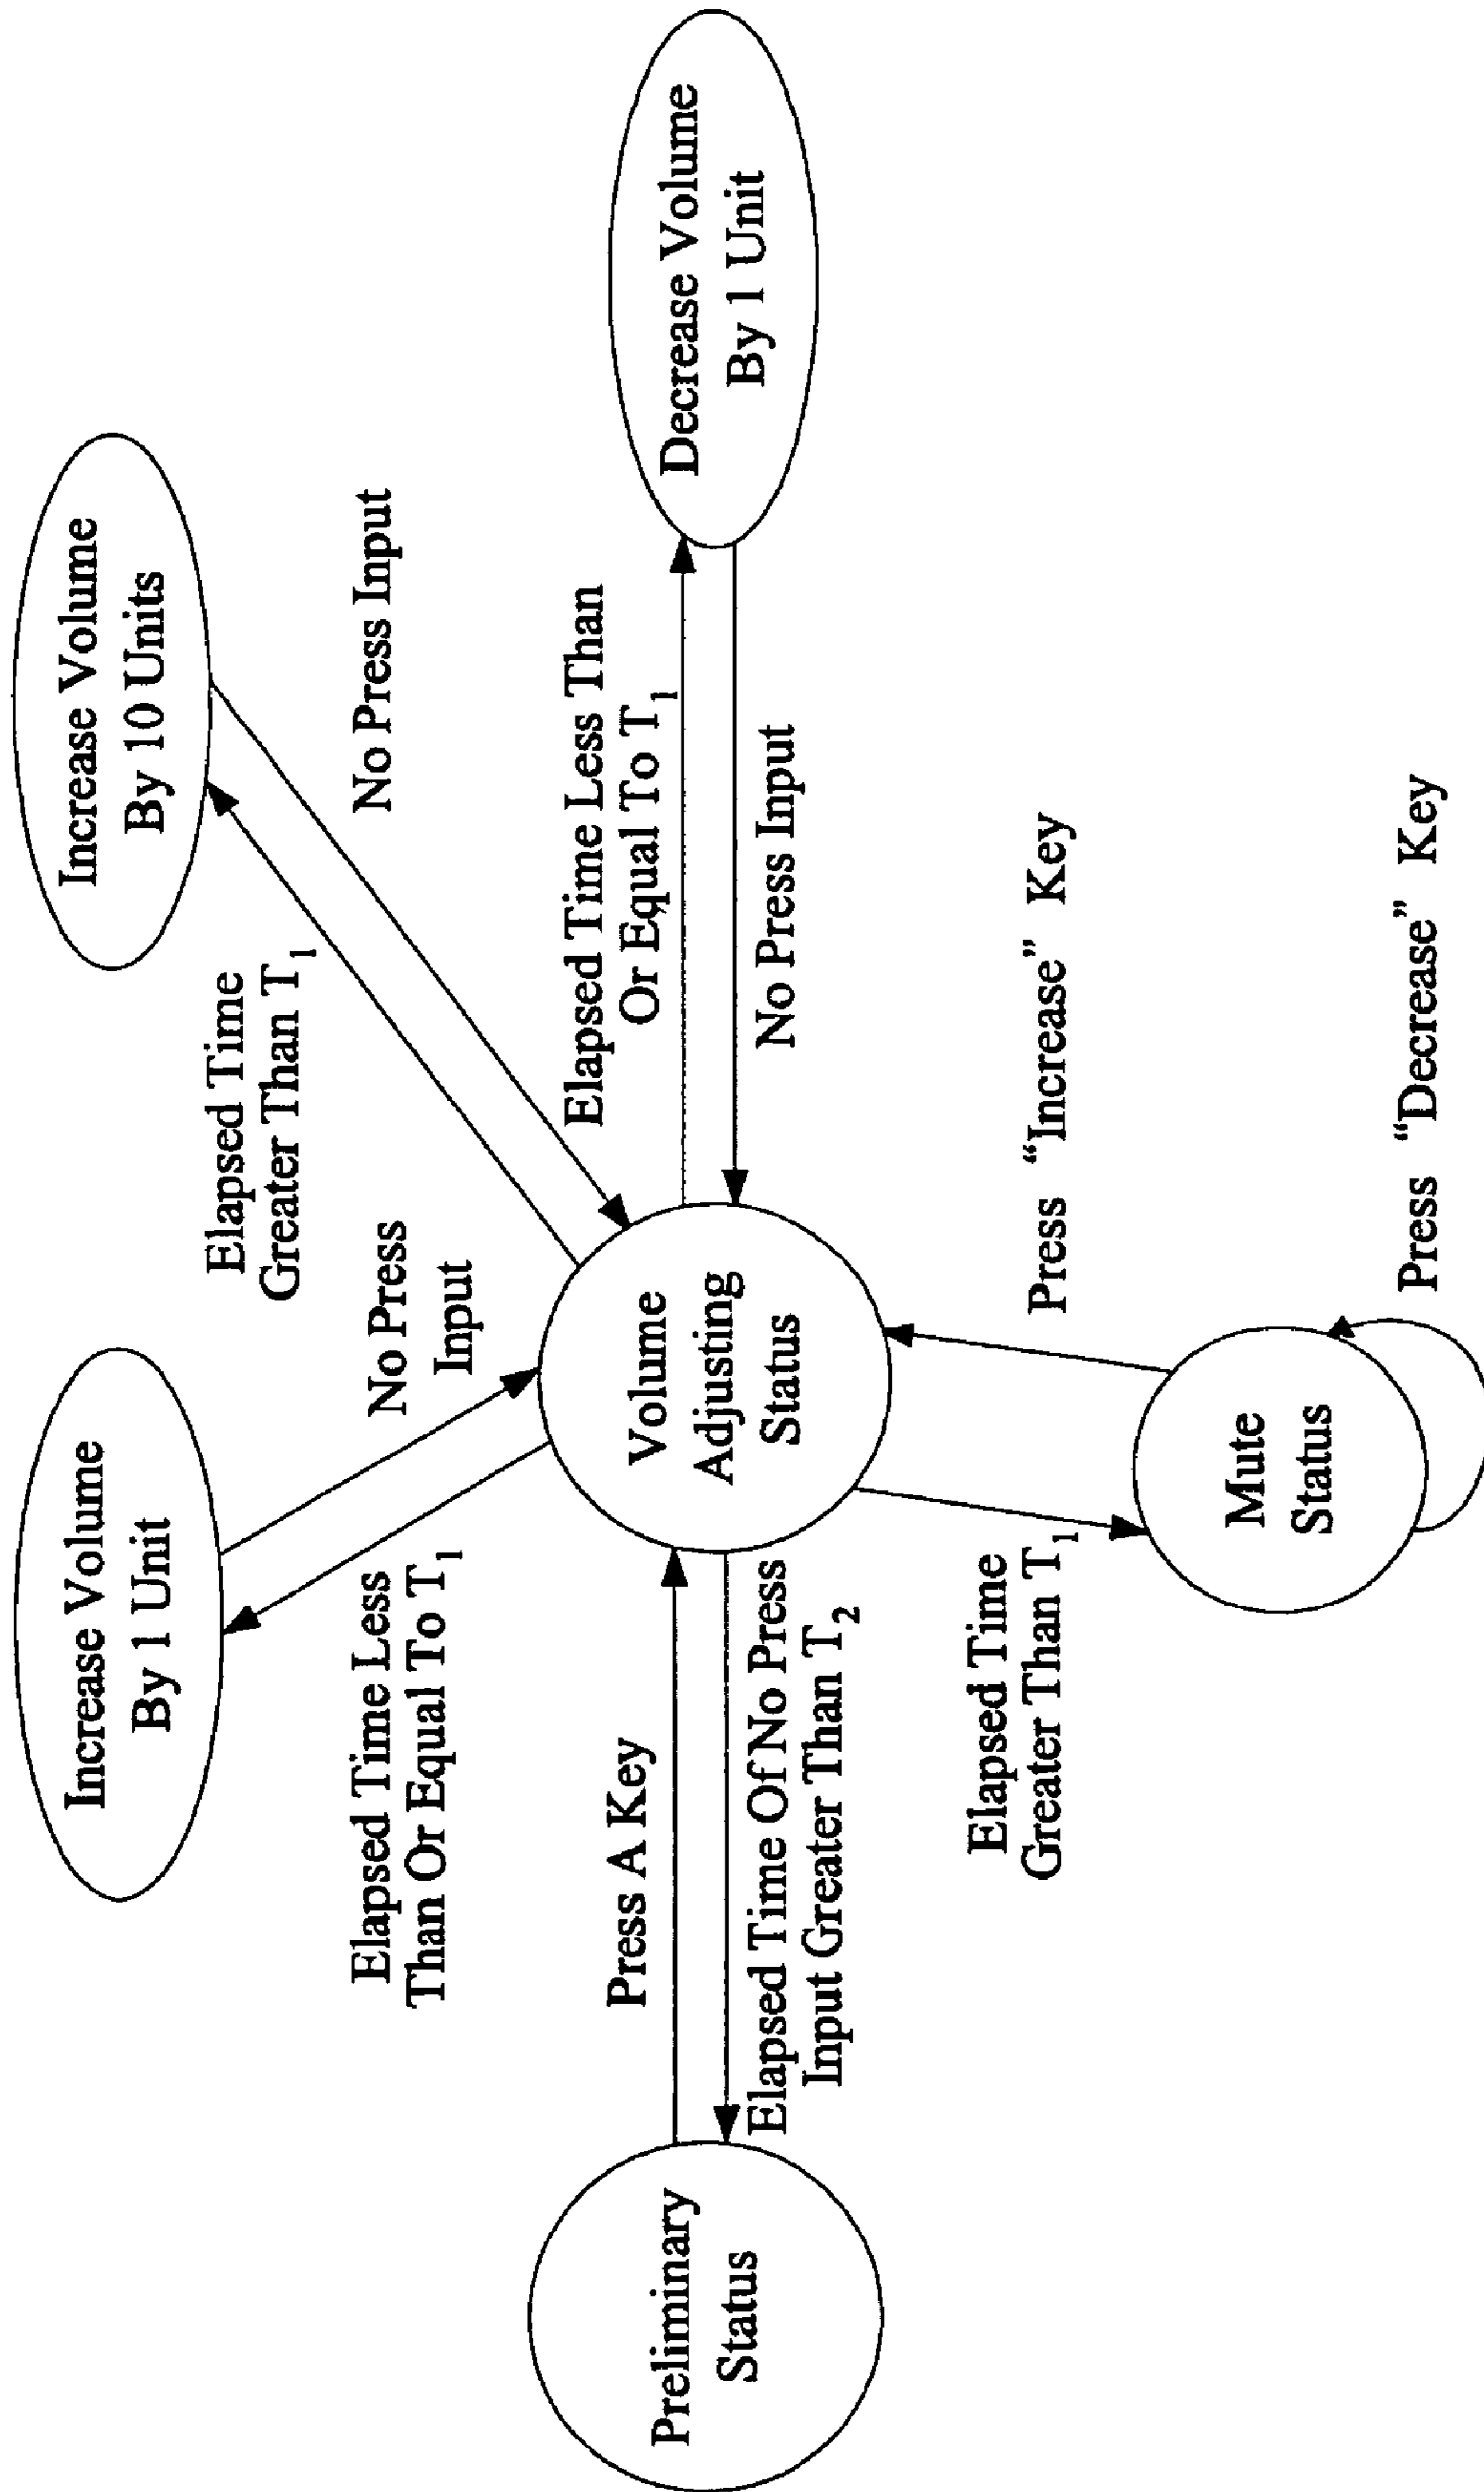 Increase Volume
By 1 Unit
Increase Volume
By 10 Units
Elapsed Time
Greater Than T1
No Press
Input
No Press Input
Elapsed Time Less
Than Or Equal To T1
Elapsed Time Less Than
Or Equal To T1
Press A Key
Preliminary
Status
Volume
Adjusting
Status
Decrease Volume
By 1 Unit
Elapsed Time Of No Press
Input Greater Than T2
No Press Input
Elapsed Time
Greater Than T1
Press “Increase” Key
Mute
Status
Press “Decrease” Key